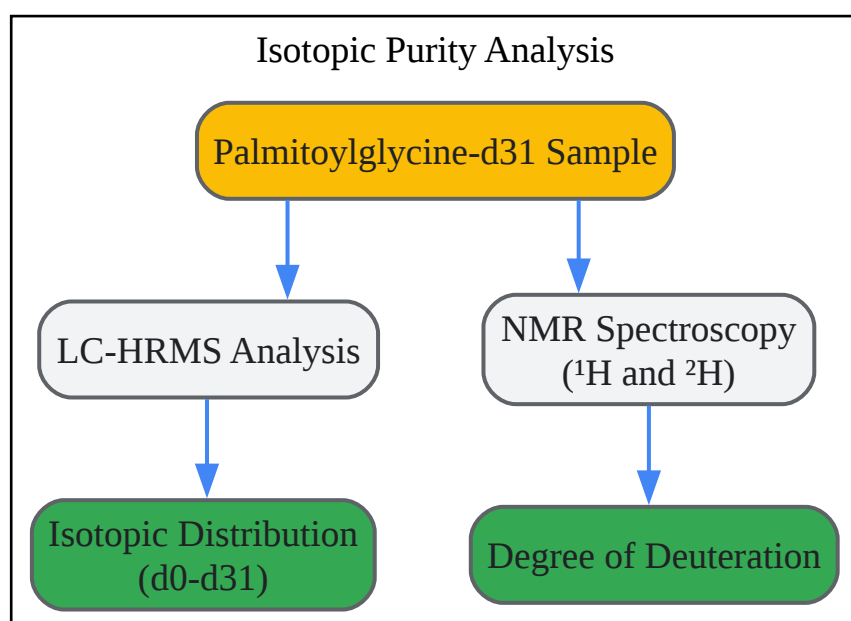 Isotopic Purity Analysis
Palmitoylglycine-d31 Sample
LC-HRMS Analysis
NMR Spectroscopy
(¹H and ²H)
Isotopic Distribution
(d0-d31)
Degree of Deuteration